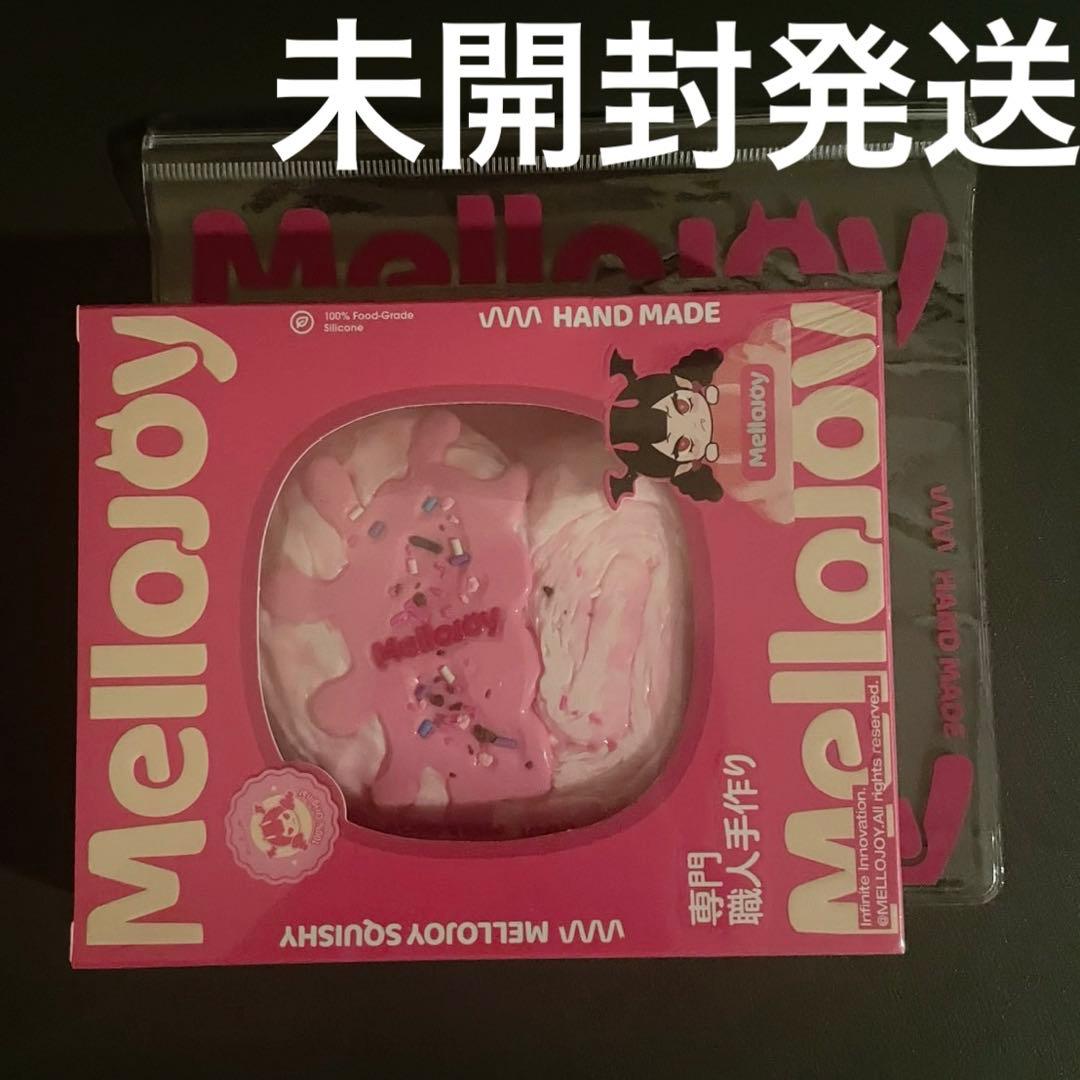 未開封発送
Mellojoy
100% Food-Grade
Silicone
HAND MADE
Mellojoy
Mellojoy
Mellojoy
Mellojoy
HAND MADE
専門
職人手作り
Infinite Innovation.
@MELLOJOY.All rights reserved.
MELLOJOY SQUISHY